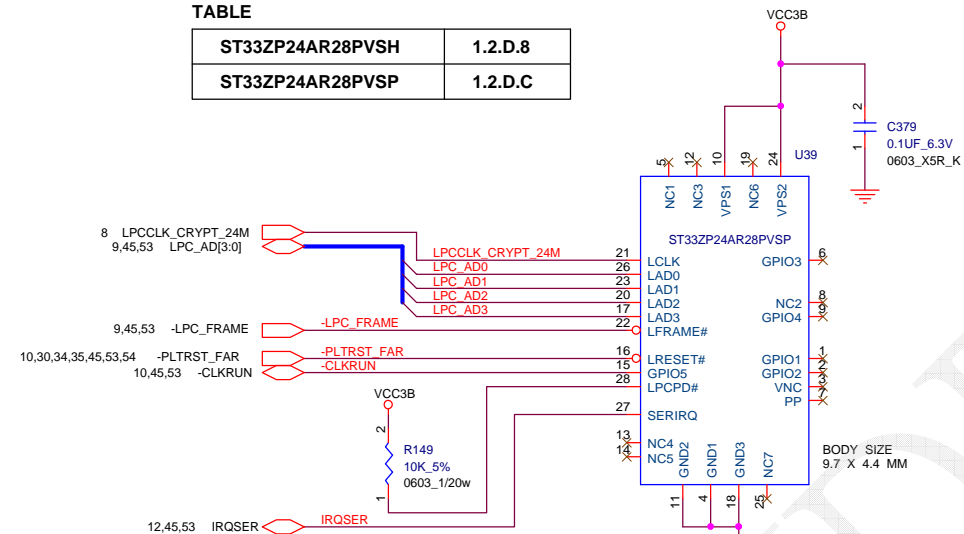 TABLE
ST33ZP24AR28PVSH 1.2.D.8
ST33ZP24AR28PVSP 1.2.D.C
VCC3B
2
C379
0.1UF_6.3V
1
0603_X5R_K
5 12 10 19 24 U39
NC1 NC3 VPS1 NC6 VPS2
ST33ZP24AR28PVSP
8 LPCCLK_CRYPT_24M
9,45,53 LPC_AD[3:0]
LPCCLK_CRYPT_24M 21 LCLK GPIO3 6
LPC_AD0 26 LAD0
LPC_AD1 23 LAD1
LPC_AD2 20 LAD2 NC2 8
LPC_AD3 17 LAD3 GPIO4 9
9,45,53 -LPC_FRAME -LPC_FRAME 22 LFRAME#
10,30,34,35,45,53,54 -PLTRST_FAR -PLTRST_FAR 16 LRESET# GPIO1 1
10,45,53 -CLKRUN -CLKRUN 15 GPIO5 GPIO2 2
28 LPCPD# VNC 3
PP 7
VCC3B
27 SERIRQ
2
R149
10K_5%
0603_1/20w
1
13 NC4
14 NC5
GND2 GND1 GND3 NC7
11 4 18 25
BODY SIZE
9.7 X 4.4 MM
12,45,53 IRQSER IRQSER